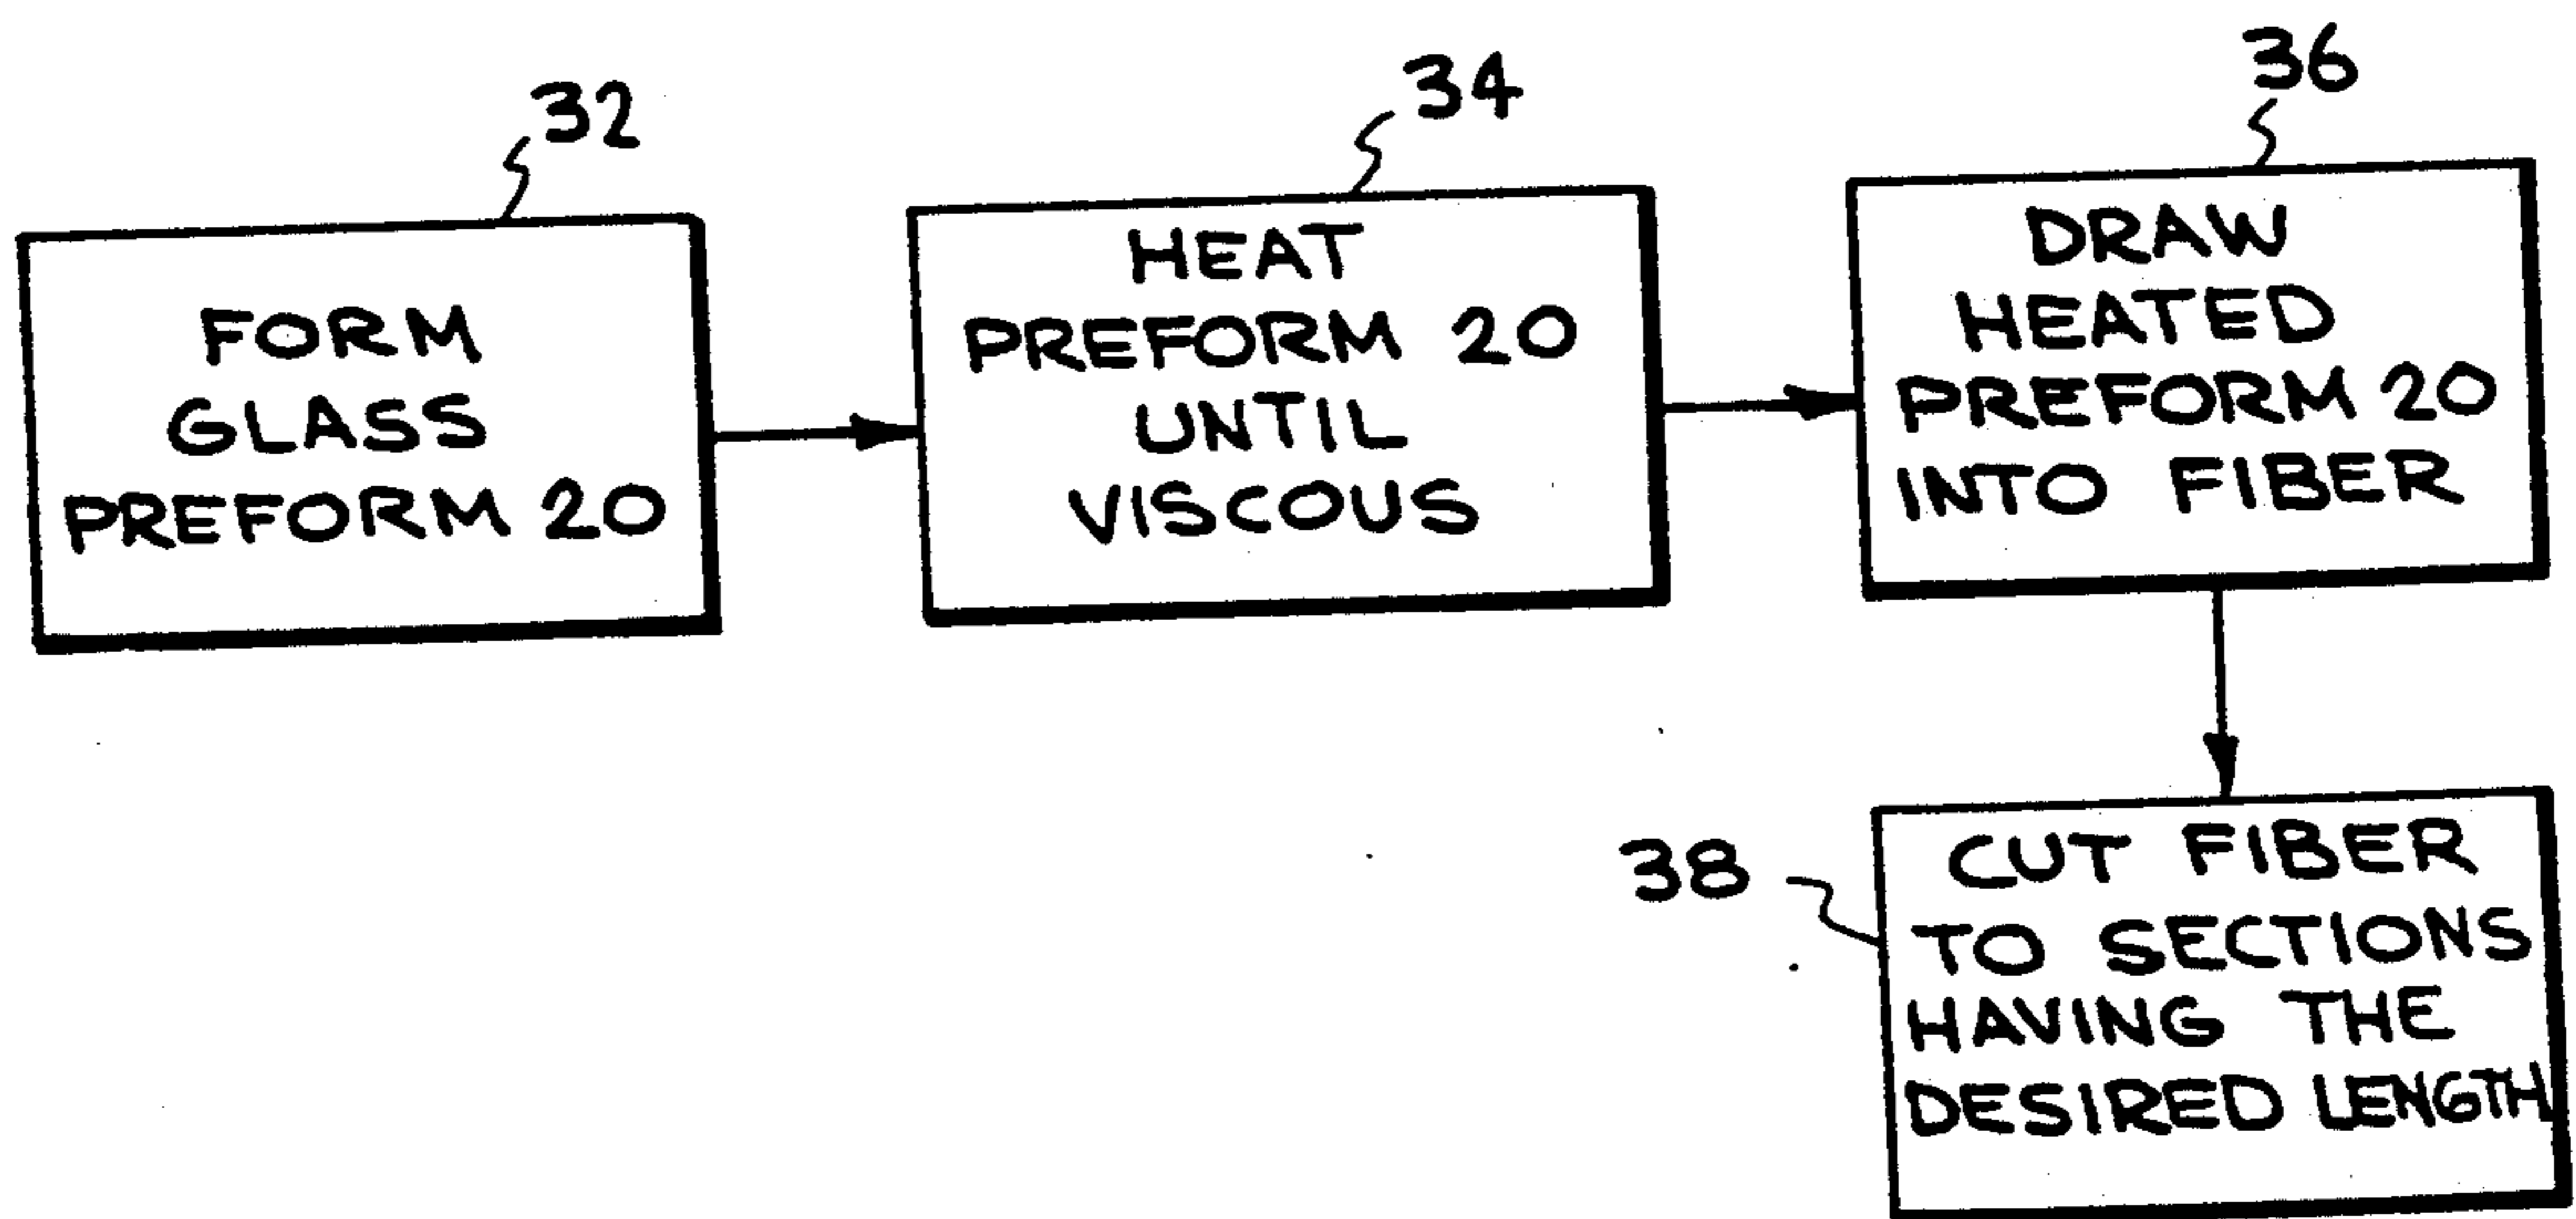 32
FORM
GLASS
PREFORM 20
34
HEAT
PREFORM 20
UNTIL
VISCOUS
36
DRAW
HEATED
PREFORM 20
INTO FIBER
38
CUT FIBER
TO SECTIONS
HAVING THE
DESIRED LENGTH